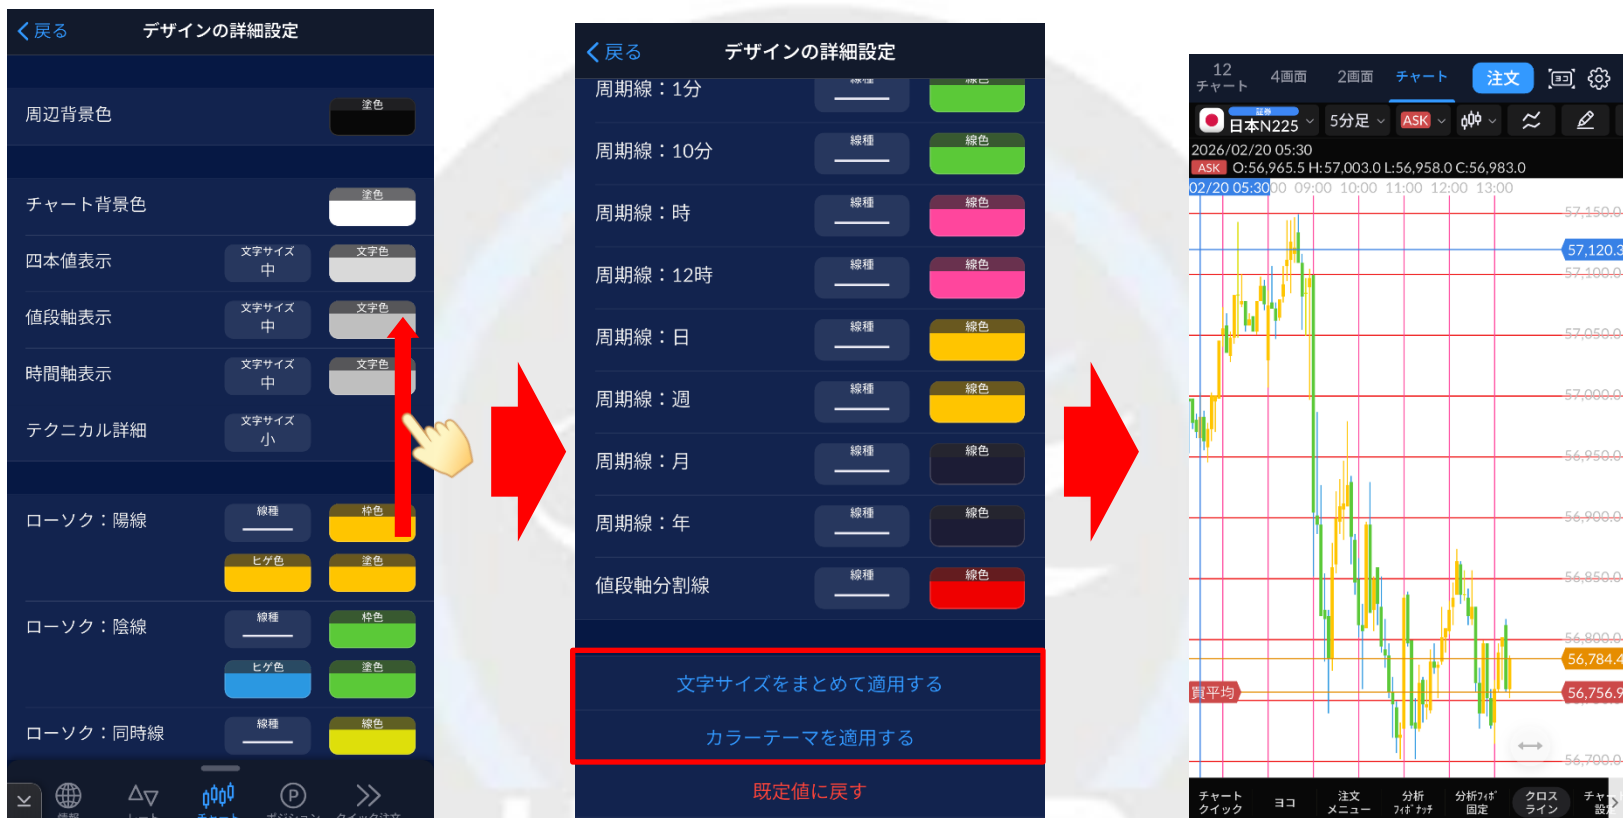 戻る
デザインの詳細設定
周辺背景色
塗色
チャート背景色
塗色
四本値表示
文字サイズ
中
文字色
値段軸表示
文字サイズ
中
文字色
時間軸表示
文字サイズ
中
文字色
テクニカル詳細
文字サイズ
小
ローソク：陽線
線種
枠色
ヒゲ色
塗色
ローソク：陰線
線種
枠色
ヒゲ色
塗色
ローソク：同時線
線種
線色
戻る
デザインの詳細設定
周期線：1分
線種
線色
周期線：10分
線種
線色
周期線：時
線種
線色
周期線：12時
線種
線色
周期線：日
線種
線色
周期線：週
線種
線色
周期線：月
線種
線色
周期線：年
線種
線色
値段軸分割線
線種
線色
文字サイズをまとめて適用する
カラーテーマを適用する
既定値に戻す
12
チャート
4画面
2画面
チャート
注文
証券
日本N225
5分足
ASK
2026/02/20 05:30
ASK O:56,965.5 H:57,003.0 L:56,958.0 C:56,983.0
02/20 05:30 00 09:00 10:00 11:00 12:00 13:00
57,150.0
57,120.3
57,100.0
57,050.0
57,000.0
56,950.0
56,900.0
56,850.0
56,800.0
56,784.4
買平均
56,756.9
56,700.0
チャート
クイック
ヨコ
注文
メニュー
分析
フィボナッチ
分析フィボ
固定
クロス
ライン